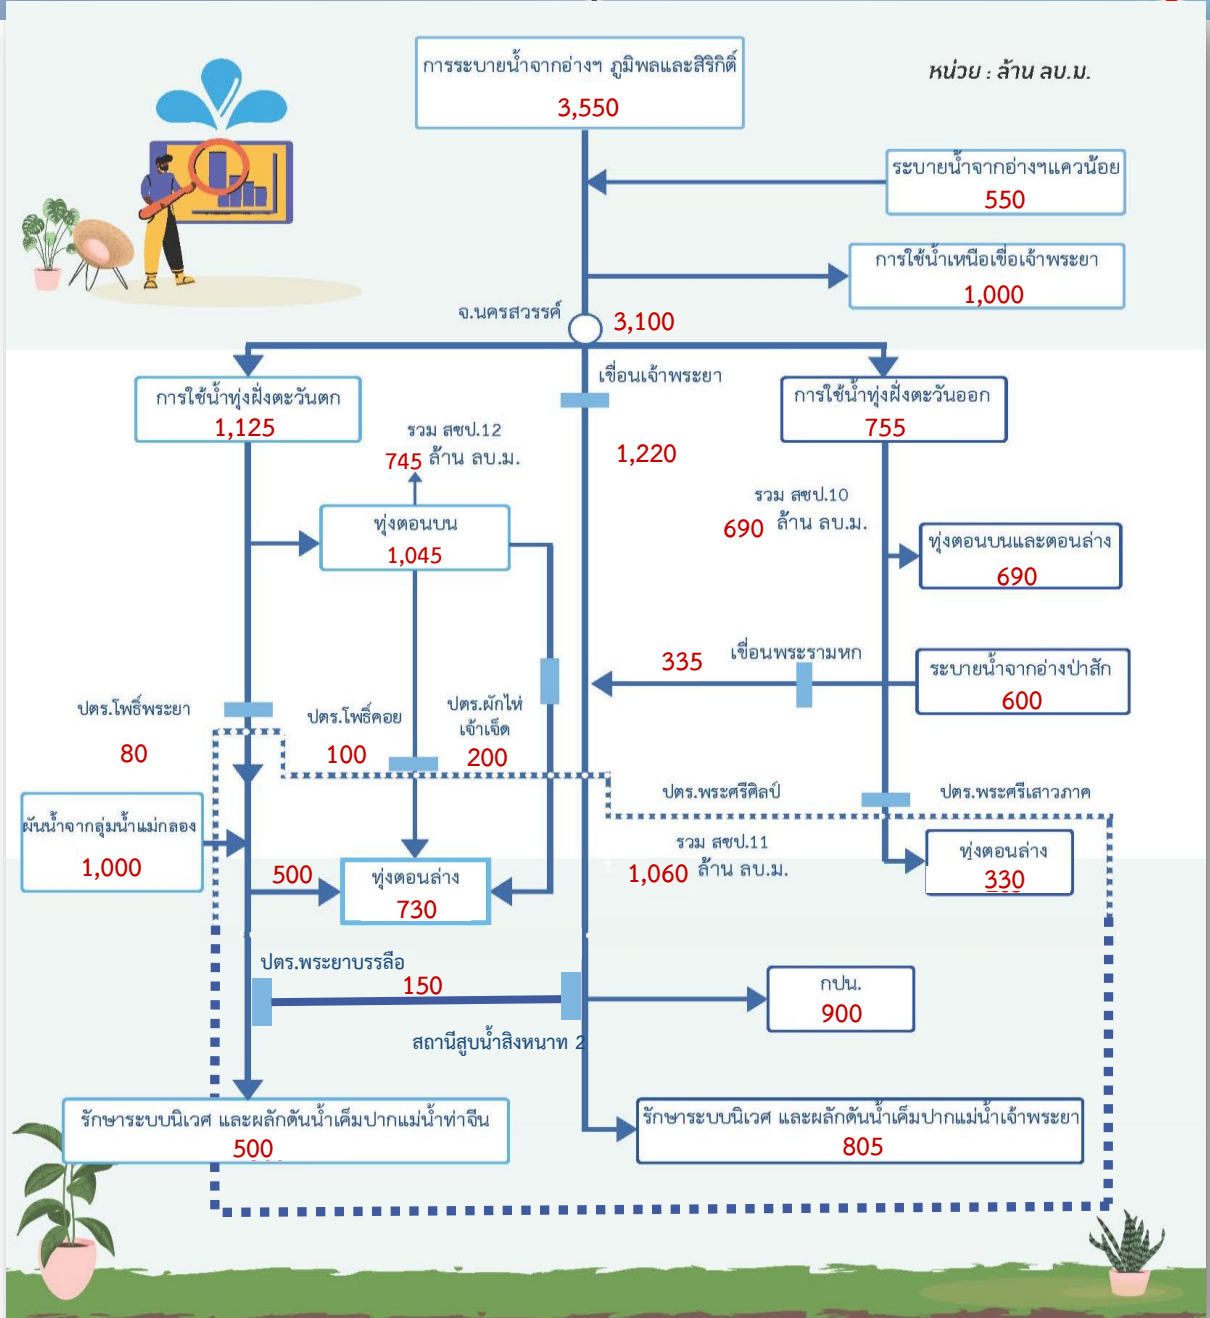 การระบายน้ำจากอ่างฯ ภูมิพลและสิริกิติ์
3,550
หน่วย : ล้าน ลบ.ม.
ระบายน้ำจากอ่างฯแควน้อย
550
การใช้น้ำเหนือเขื่อเจ้าพระยา
1,000
จ.นครสวรรค์
3,100
เขื่อนเจ้าพระยา
การใช้น้ำทุ่งฝั่งตะวันตก
1,125
การใช้น้ำทุ่งฝั่งตะวันออก
755
รวม สชป.12
745 ล้าน ลบ.ม.
1,220
รวม สชป.10
690 ล้าน ลบ.ม.
ทุ่งตอนบน
1,045
ทุ่งตอนบนและตอนล่าง
690
335
เขื่อนพระรามหก
ระบายน้ำจากอ่างป่าสัก
600
ปตร.โพธิ์พระยา
80
ปตร.โพธิ์คอย
100
ปตร.ผักไห่
เจ้าเจ็ด
200
ปตร.พระศรีศิลป์
ปตร.พระศรีเสาวภาค
ผันน้ำจากลุ่มน้ำแม่กลอง
1,000
รวม สชป.11
1,060 ล้าน ลบ.ม.
ทุ่งตอนล่าง
330
500
ทุ่งตอนล่าง
730
ปตร.พระยาบรรลือ
150
สถานีสูบน้ำสิงหนาท 2
กปน.
900
รักษาระบบนิเวศ และผลักดันน้ำเค็มปากแม่น้ำท่าจีน
500
รักษาระบบนิเวศ และผลักดันน้ำเค็มปากแม่น้ำเจ้าพระยา
805